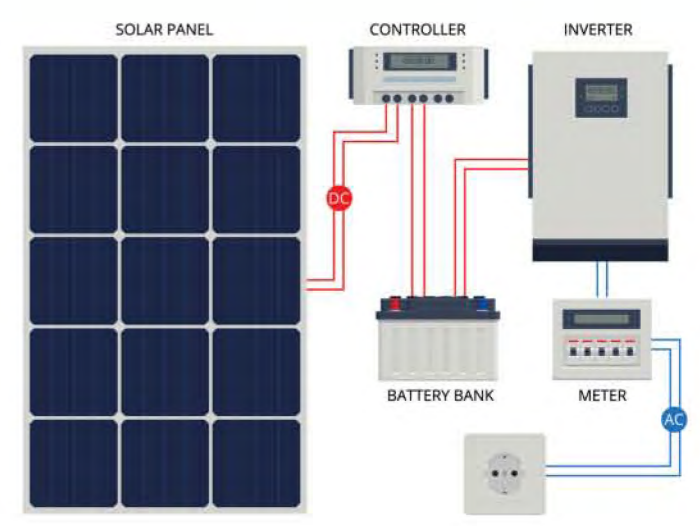 SOLAR PANEL
CONTROLLER
INVERTER
DC
BATTERY BANK
METER
AC